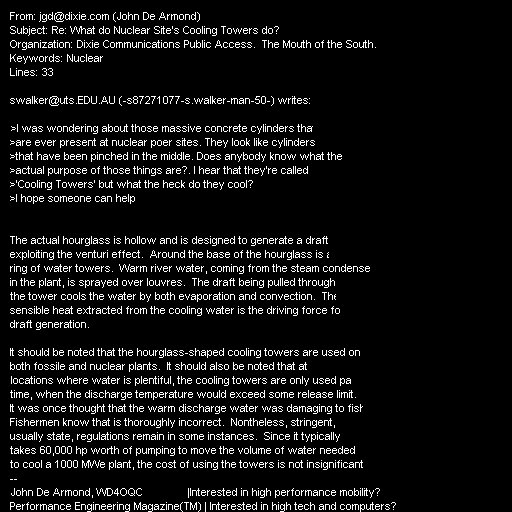 From: jgd@dixie.com (John De Armond)
Subject: Re: What do Nuclear Site's Cooling Towers do?
Organization: Dixie Communications Public Access. The Mouth of the South.
Keywords: Nuclear
Lines: 33
swalker@uts.EDU.AU (-s87271077-s.walker-man-50-) writes:
>I was wondering about those massive concrete cylinders tha
>are ever present at nuclear poer sites. They look like cylinders
>that have been pinched in the middle. Does anybody know what the
>actual purpose of those things are?. I hear that they're called
>'Cooling Towers' but what the heck do they cool?
>I hope someone can help
The actual hourglass is hollow and is designed to generate a draft
exploiting the venturi effect. Around the base of the hourglass is a
ring of water towers. Warm river water, coming from the steam condense
in the plant, is sprayed over louvres. The draft being pulled through
the tower cools the water by both evaporation and convection. The
sensible heat extracted from the cooling water is the driving force fo
draft generation.
It should be noted that the hourglass-shaped cooling towers are used on
both fossile and nuclear plants. It should also be noted that at
locations where water is plentiful, the cooling towers are only used pa
time, when the discharge temperature would exceed some release limit.
It was once thought that the warm discharge water was damaging to fish
Fishermen know that is thoroughly incorrect. Nontheless, stringent,
usually state, regulations remain in some instances. Since it typically
takes 60,000 hp worth of pumping to move the volume of water needed
to cool a 1000 MWe plant, the cost of using the towers is not insignificant
--
John De Armond, WD4OQC |Interested in high performance mobility?
Performance Engineering Magazine(TM) | Interested in high tech and computers?